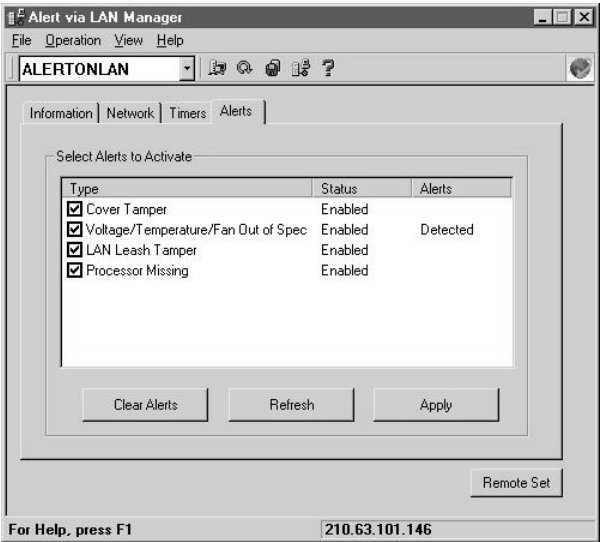 Alert via LAN Manager
File Operation View Help
ALERTONLAN
Information Network Timers Alerts
Select Alerts to Activate
Type Status Alerts
Cover Tamper Enabled
Voltage/Temperature/Fan Out of Spec Enabled Detected
LAN Leash Tamper Enabled
Processor Missing Enabled
Clear Alerts Refresh Apply
Remote Set
For Help, press F1 210.63.101.146